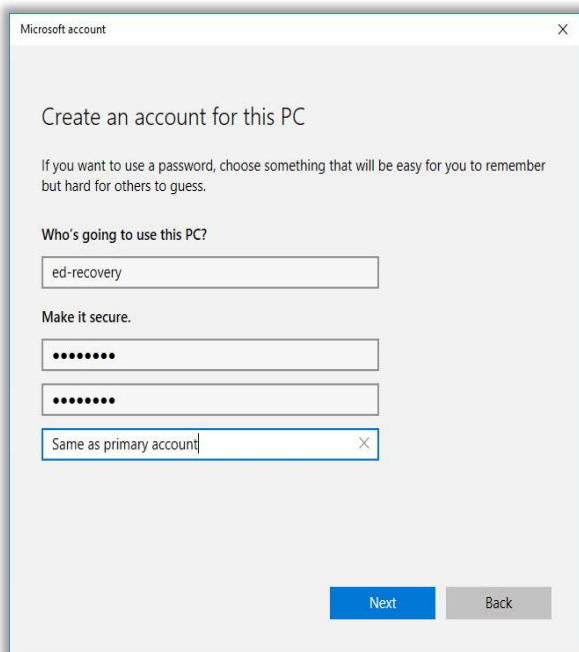 Microsoft account
Create an account for this PC
If you want to use a password, choose something that will be easy for you to remember
but hard for others to guess.
Who's going to use this PC?
ed-recovery
Make it secure.
••••••••
••••••••
Same as primary account
Next
Back